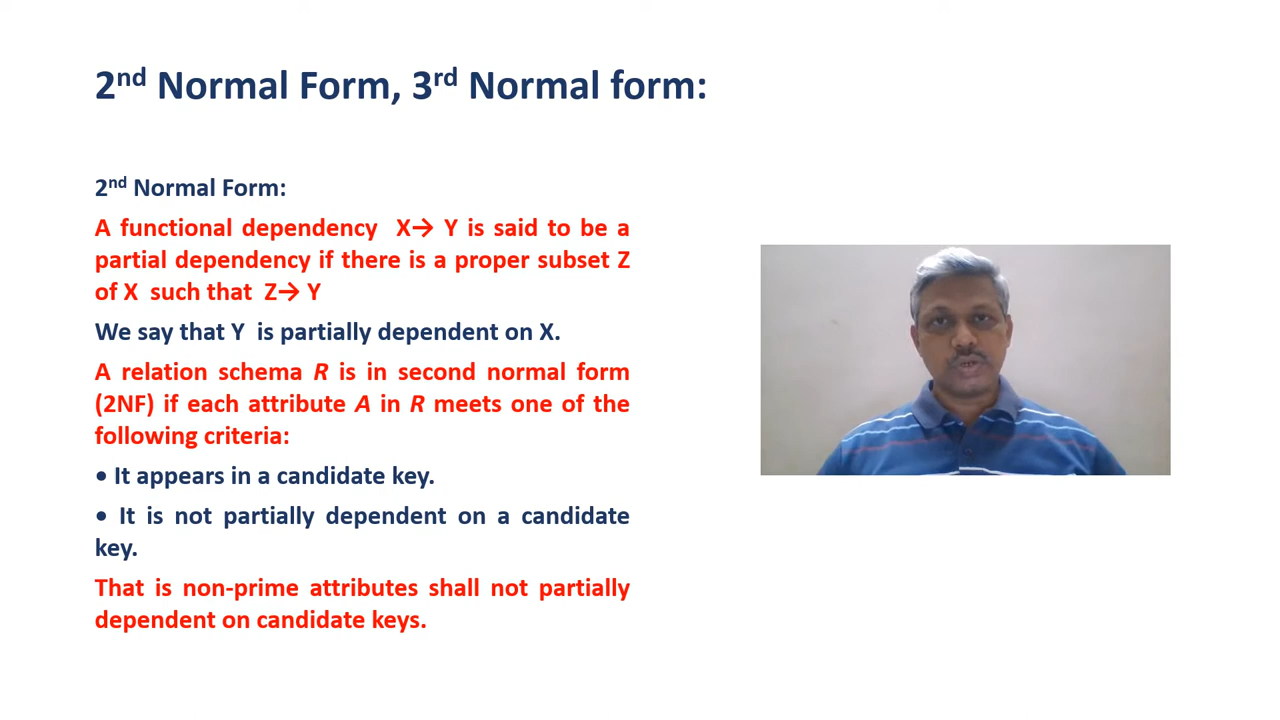 2nd Normal Form, 3rd Normal form:
2nd Normal Form:
A functional dependency X→ Y is said to be a
partial dependency if there is a proper subset Z
of X such that Z→ Y
We say that Y is partially dependent on X.
A relation schema R is in second normal form
(2NF) if each attribute A in R meets one of the
following criteria:
• It appears in a candidate key.
• It is not partially dependent on a candidate
key.
That is non-prime attributes shall not partially
dependent on candidate keys.